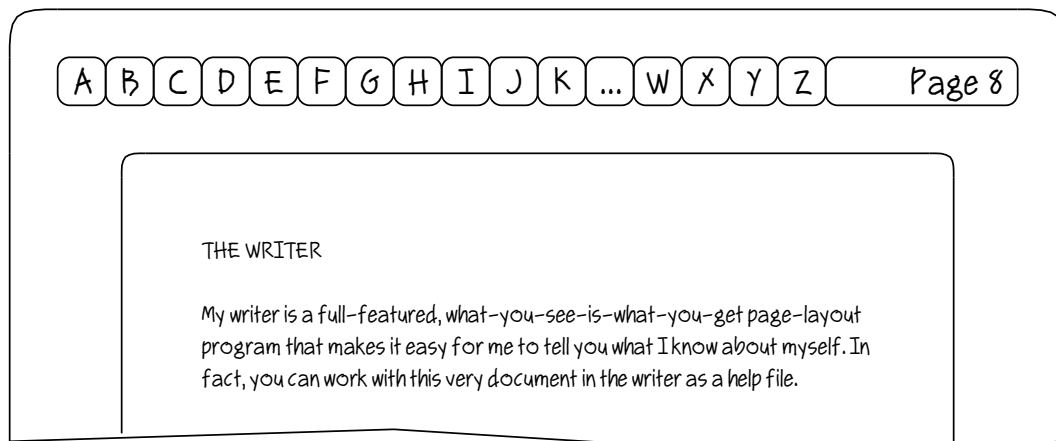 A B C D E F G H I J K ... W X Y Z Page 8
THE WRITER
My writer is a full-featured, what-you-see-is-what-you-get page-layout
program that makes it easy for me to tell you what I know about myself. In
fact, you can work with this very document in the writer as a help file.